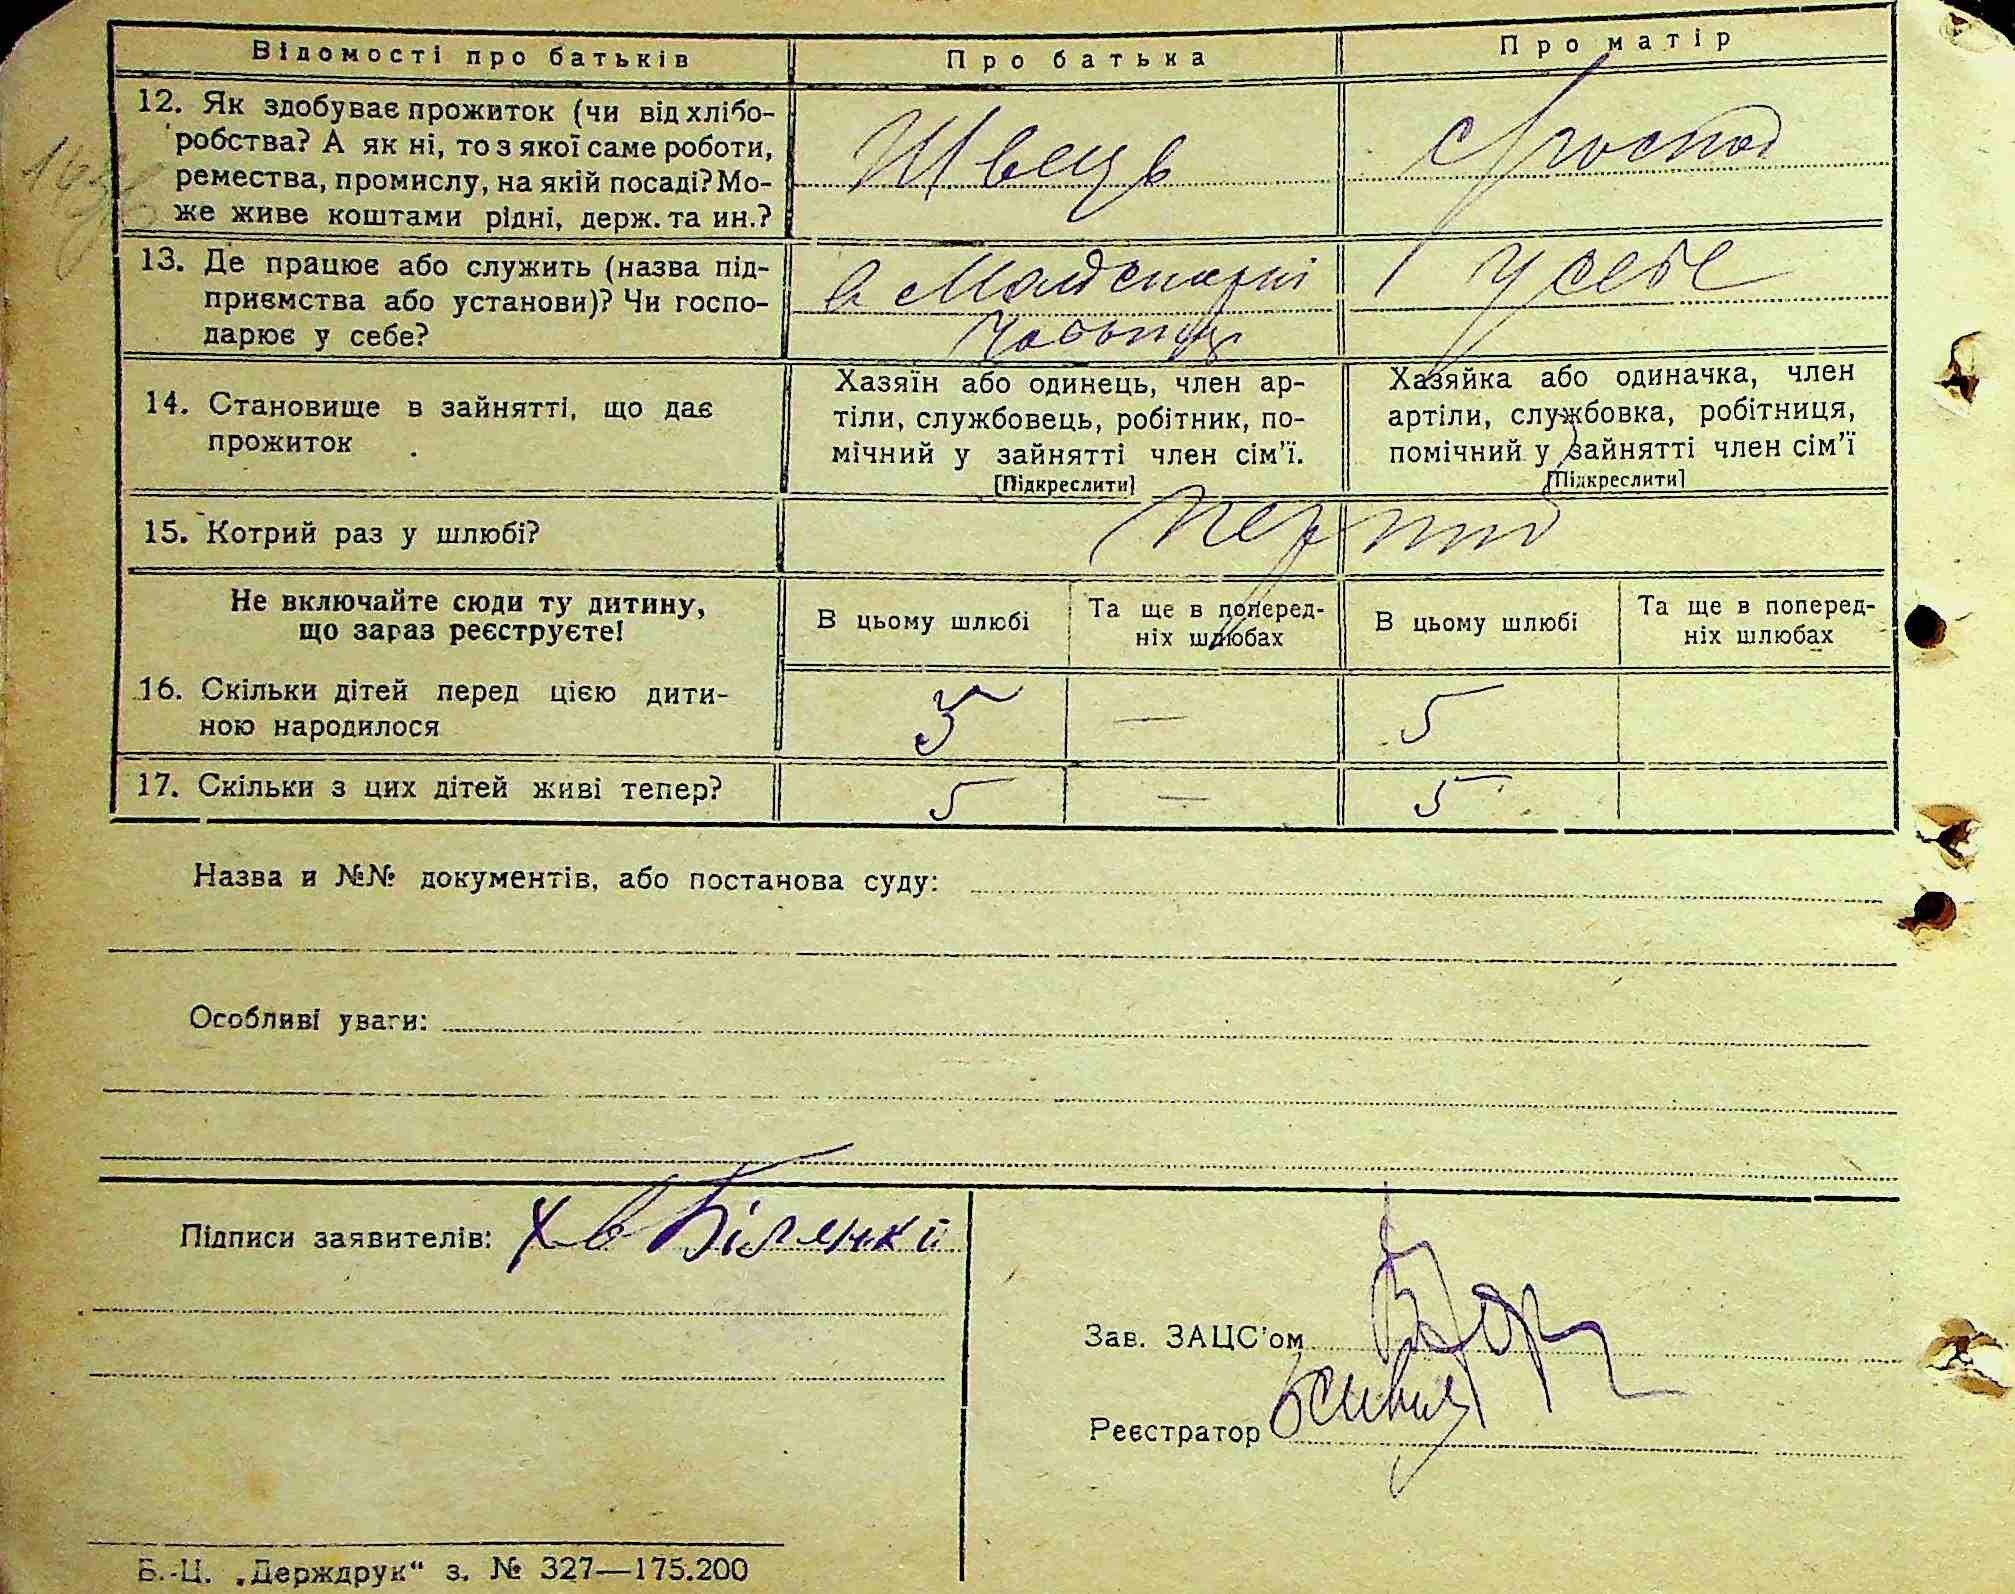 Відомості про батьків
Про батька
Про матір
12. Як здобуває прожиток (чи від хлібо-
робства? А як ні, то з якої саме роботи,
ремества, промислу, на якій посаді? Мо-
же живе коштами рідні, держ. та ин.?
Швець
господ
13. Де працює або служить (назва під-
приємства або установи)? Чи госпо-
дарює у себе?
в
у себе
14. Становище в зайнятті, що дає
прожиток
Хазяїн або одинець, член ар-
тілі, службовець, робітник, по-
мічний у зайнятті член сім'ї.
[Підкреслити]
Хазяйка або одиначка, член
артіли, службовка, робітниця,
помічний у зайнятті член сім'ї
[Підкреслити]
15. Котрий раз у шлюбі?
Не включайте сюди ту дитину,
що зараз реєструєте!
В цьому шлюбі
Та ще в поперед-
ніх шлюбах
В цьому шлюбі
Та ще в поперед-
ніх шлюбах
16. Скільки дітей перед цією дити-
ною народилося
5
—
5
17. Скільки з цих дітей живі тепер?
5
—
5
Назва и №№ документів, або постанова суду:
Особливі уваги:
Підписи заявителів:
Зав. ЗАЦС'ом
Реєстратор
Б.-Ц. „Держдрук“ з. № 327—175.200